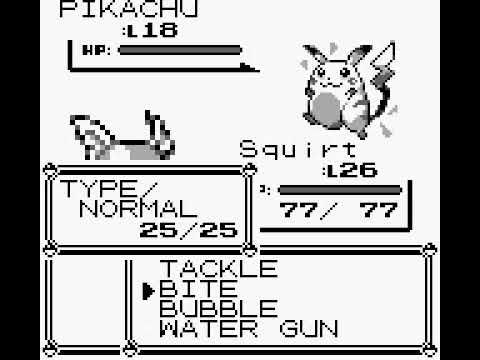 PIKACHU
:L18
HP:
Squirt
:L26
P:
77/ 77
TYPE/
NORMAL
25/25
TACKLE
BITE
BUBBLE
WATER GUN